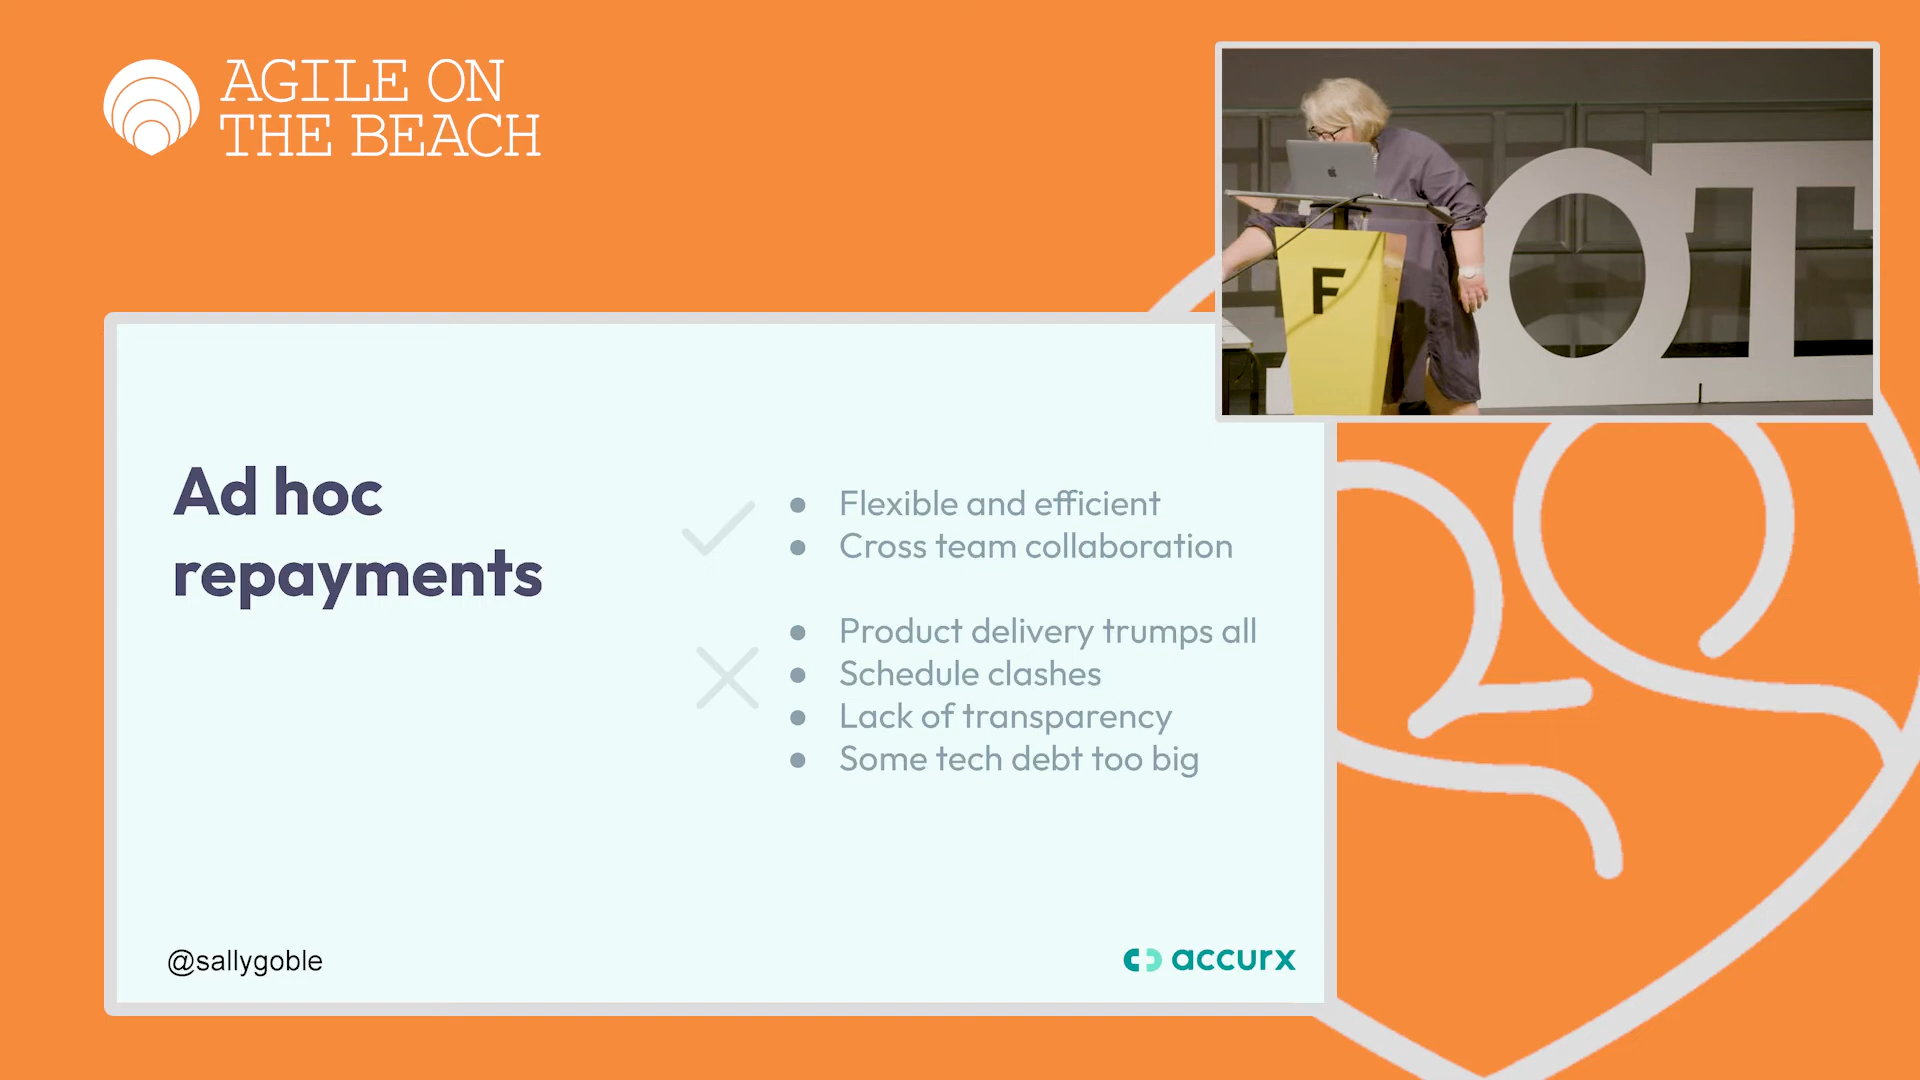 AGILE ON
THE BEACH
F
OT
Ad hoc
repayments
● Flexible and efficient
● Cross team collaboration
● Product delivery trumps all
● Schedule clashes
● Lack of transparency
● Some tech debt too big
@sallygoble
accurx